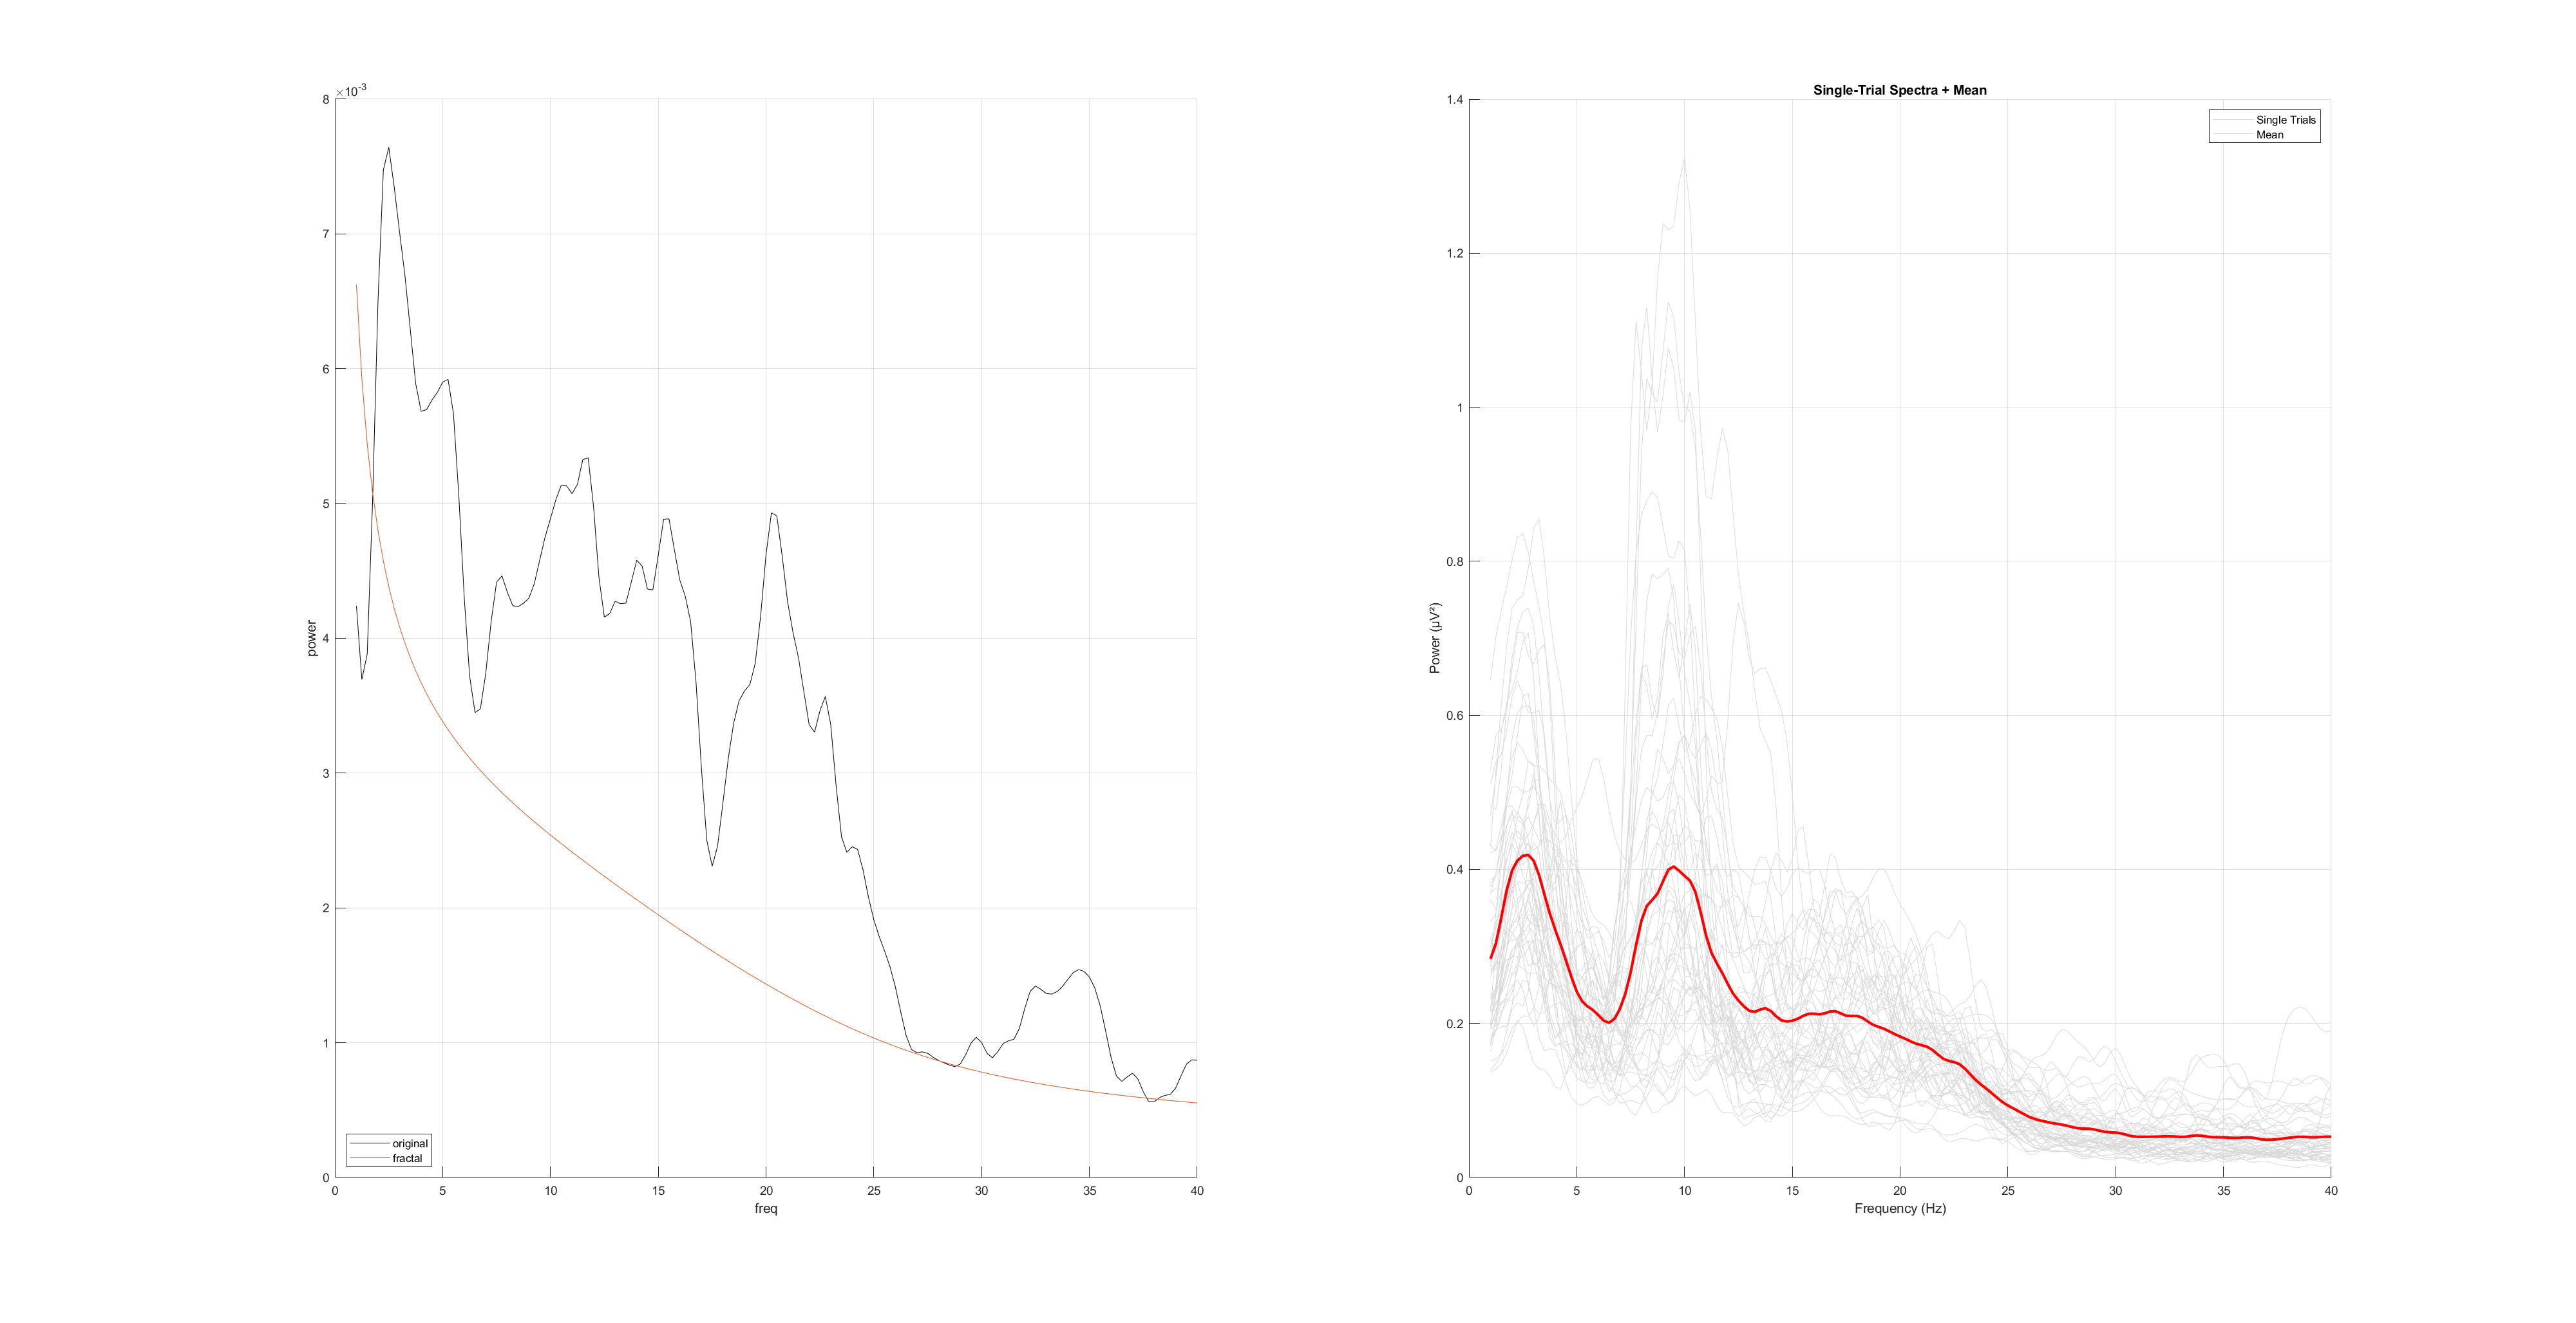 ×10-3
8
7
6
5
4
3
2
1
0
power
original
fractal
0 5 10 15 20 25 30 35 40
freq
Single-Trial Spectra + Mean
1.4
1.2
1
0.8
0.6
0.4
0.2
0
Power (µV²)
Single Trials
Mean
0 5 10 15 20 25 30 35 40
Frequency (Hz)